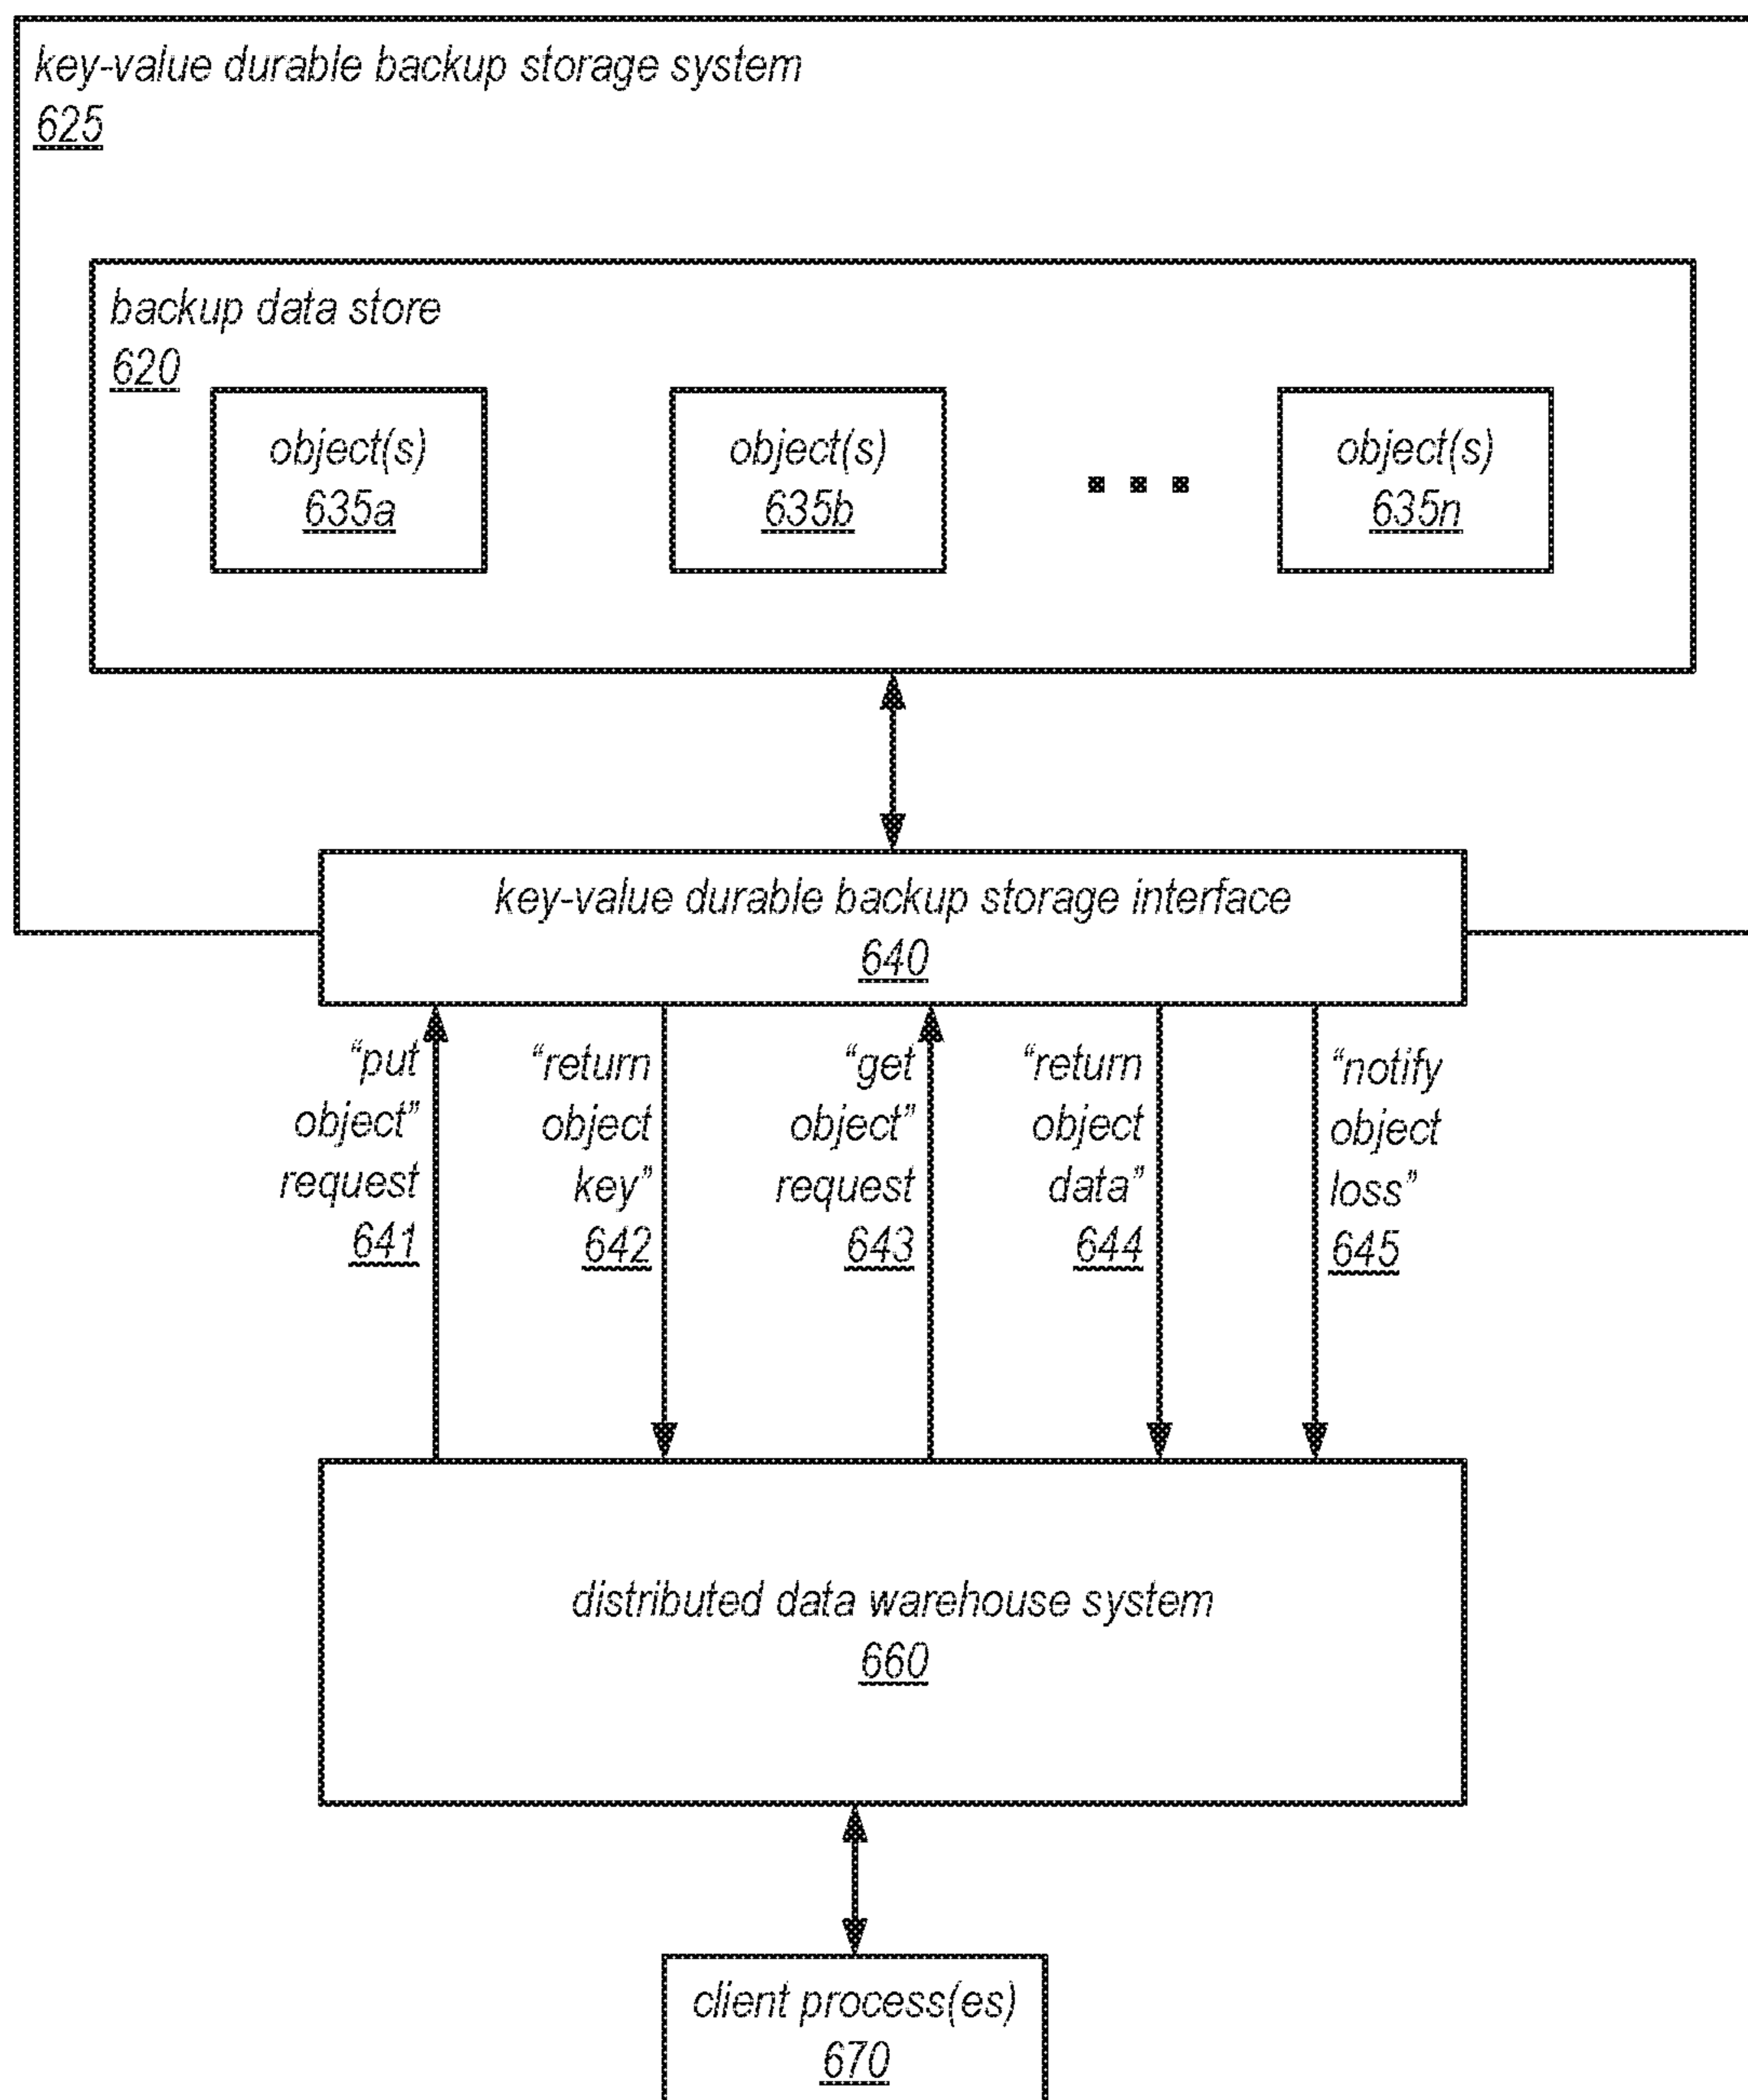 key-value durable backup storage system
625
backup data store
620
object(s)
635a
object(s)
635b
object(s)
635n
key-value durable backup storage interface
640
“put
object”
request
641
“return
object
key”
642
“get
object”
request
643
“return
object
data”
644
“notify
object
loss”
645
distributed data warehouse system
660
client process(es)
670